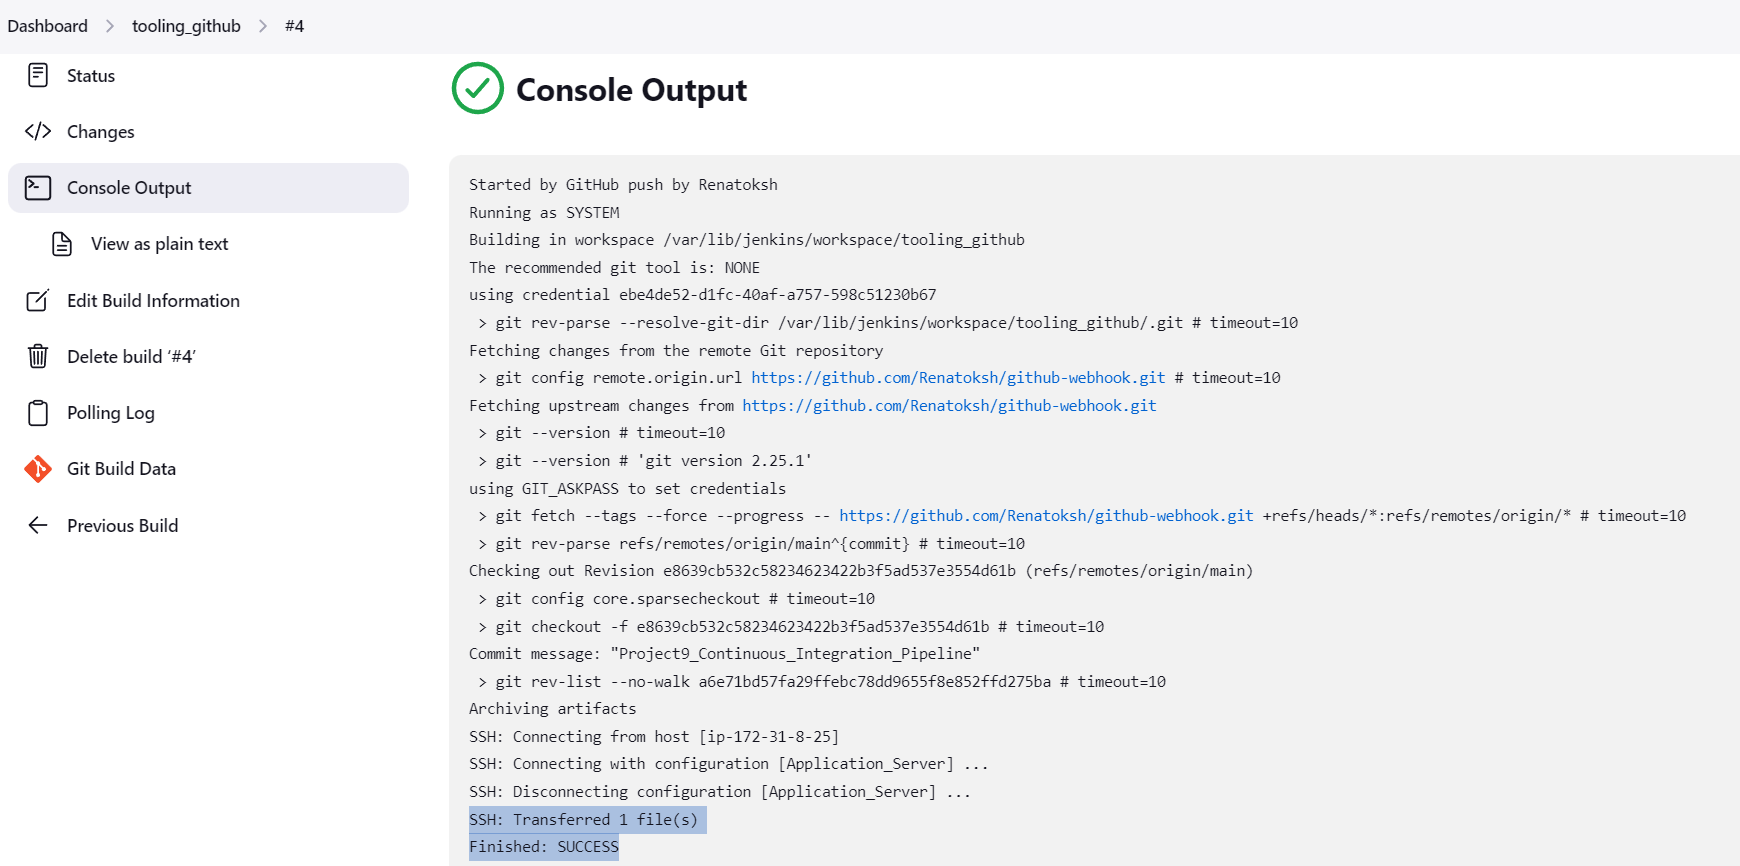 Dashboard > tooling_github > #4
Status
Changes
Console Output
View as plain text
Edit Build Information
Delete build ‘#4’
Polling Log
Git Build Data
Previous Build
Console Output
Started by GitHub push by Renatoksh
Running as SYSTEM
Building in workspace /var/lib/jenkins/workspace/tooling_github
The recommended git tool is: NONE
using credential ebe4de52-d1fc-40af-a757-598c51230b67
> git rev-parse --resolve-git-dir /var/lib/jenkins/workspace/tooling_github/.git # timeout=10
Fetching changes from the remote Git repository
> git config remote.origin.url https://github.com/Renatoksh/github-webhook.git # timeout=10
Fetching upstream changes from https://github.com/Renatoksh/github-webhook.git
> git --version # timeout=10
> git --version # 'git version 2.25.1'
using GIT_ASKPASS to set credentials
> git fetch --tags --force --progress -- https://github.com/Renatoksh/github-webhook.git +refs/heads/*:refs/remotes/origin/* # timeout=10
> git rev-parse refs/remotes/origin/main^{commit} # timeout=10
Checking out Revision e8639cb532c58234623422b3f5ad537e3554d61b (refs/remotes/origin/main)
> git config core.sparsecheckout # timeout=10
> git checkout -f e8639cb532c58234623422b3f5ad537e3554d61b # timeout=10
Commit message: "Project9_Continuous_Integration_Pipeline"
> git rev-list --no-walk a6e71bd57fa29ffebc78dd9655f8e852ffd275ba # timeout=10
Archiving artifacts
SSH: Connecting from host [ip-172-31-8-25]
SSH: Connecting with configuration [Application_Server] ...
SSH: Disconnecting configuration [Application_Server] ...
SSH: Transferred 1 file(s)
Finished: SUCCESS